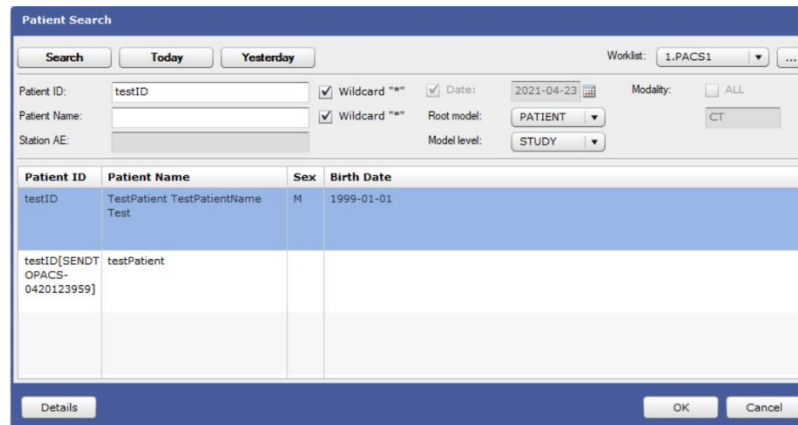 Patient Search
Search Today Yesterday Worklist: 1.PACS1 ...
Patient ID: testID Wildcard "*" Date: 2021-04-23 Modality: ALL
Patient Name: Wildcard "*" Root model: PATIENT CT
Station AE: Model level: STUDY
Patient ID Patient Name Sex Birth Date
testID TestPatient TestPatientName M 1999-01-01
Test
testID[SENDT testPatient
OPACS-
0420123959]
Details OK Cancel